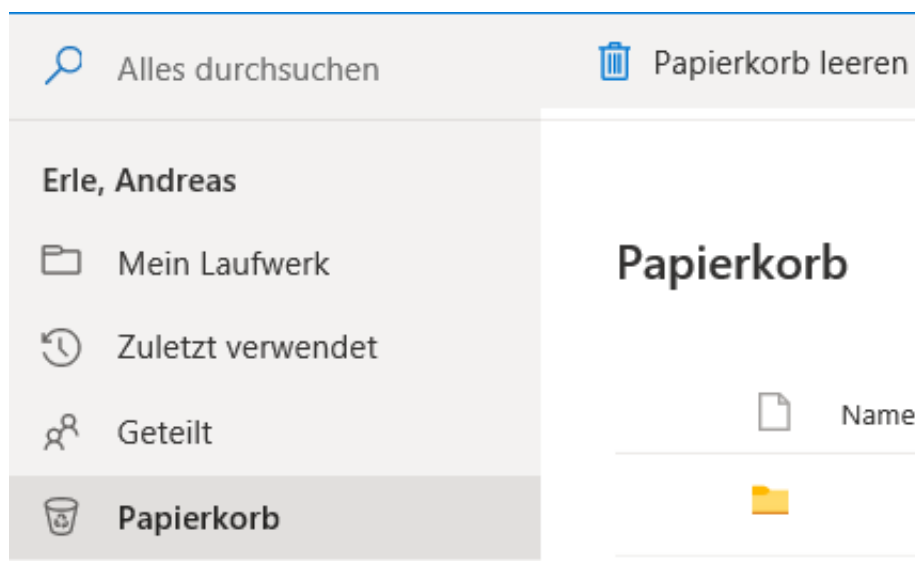 Alles durchsuchen
Papierkorb leeren
Erle, Andreas
Mein Laufwerk
Zuletzt verwendet
Geteilt
Papierkorb
Papierkorb
Name